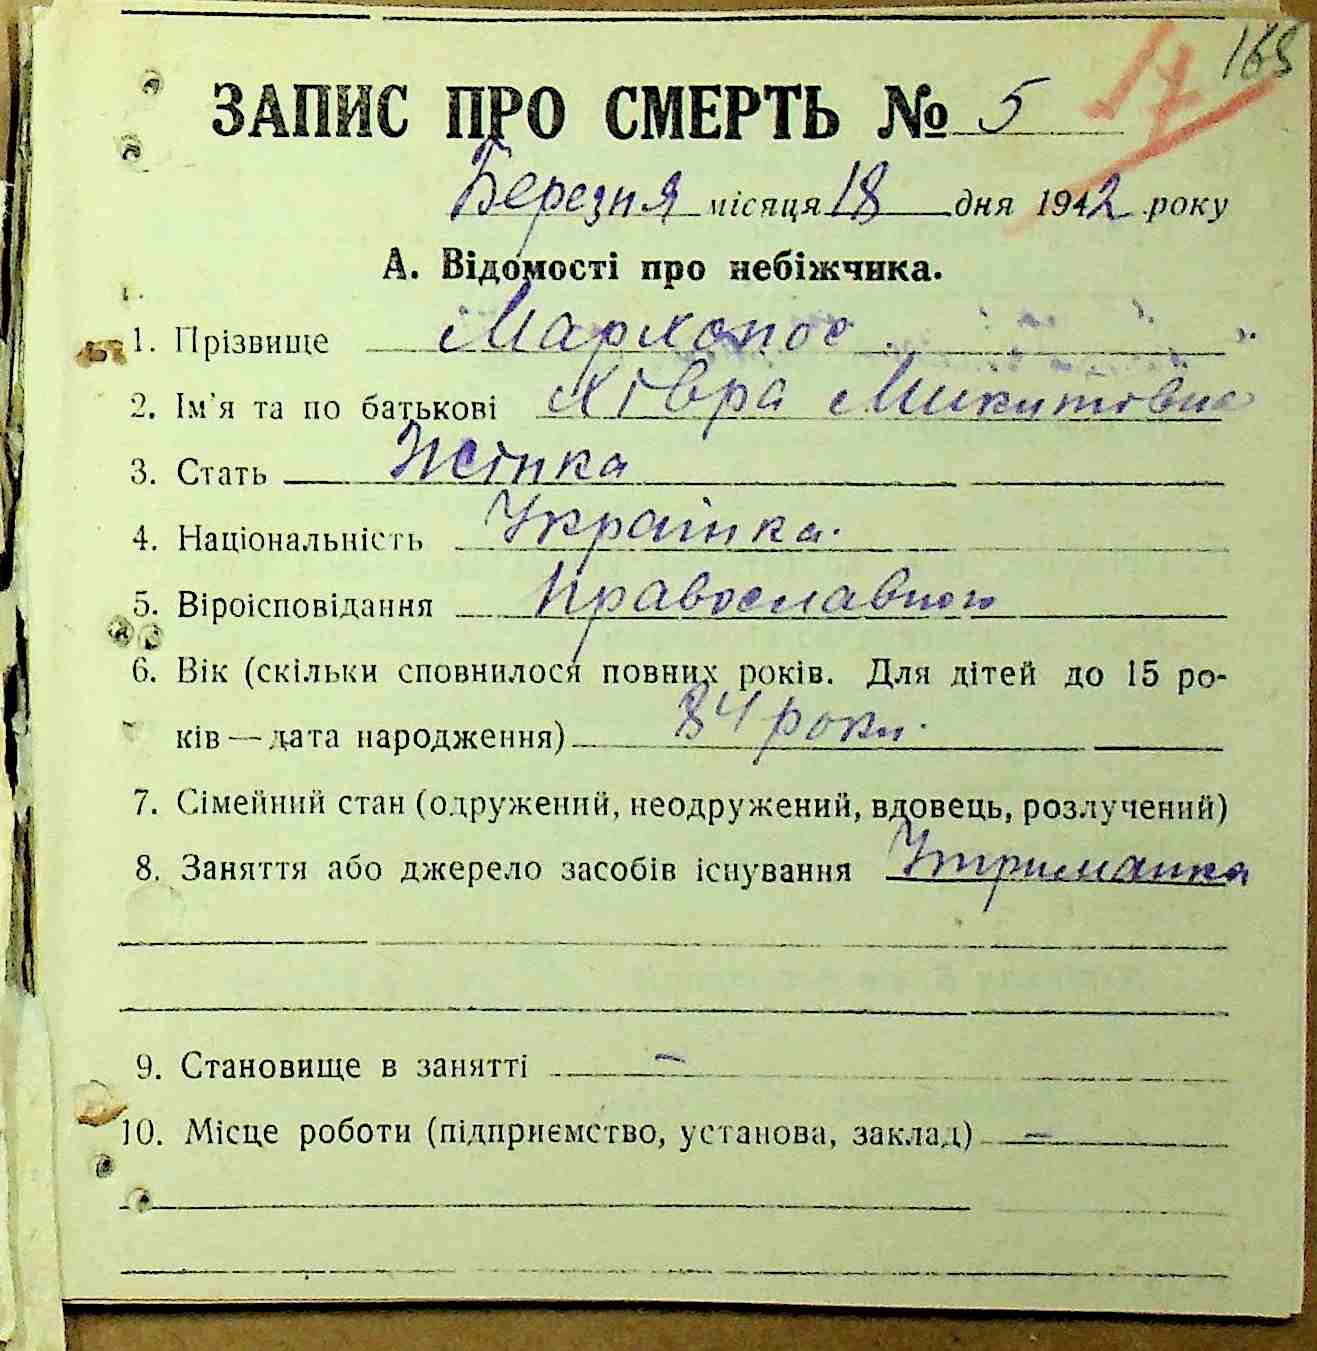 17 165
ЗАПИС ПРО СМЕРТЬ № 5
Березня місяця 18 дня 1942 року
А. Відомості про небіжчика.
1. Прізвище
2. Ім'я та по батькові Хівра Микитовна
3. Стать Жінка
4. Національність Українка.
5. Віроісповідання Православного
6. Вік (скільки сповнилося повних років. Для дітей до 15 ро-
ків — дата народження) 84 роки.
7. Сімейний стан (одружений, неодружений, вдовець, розлучений)
8. Заняття або джерело засобів існування Утриманка
9. Становище в занятті –
10. Місце роботи (підприємство, установа, заклад) –